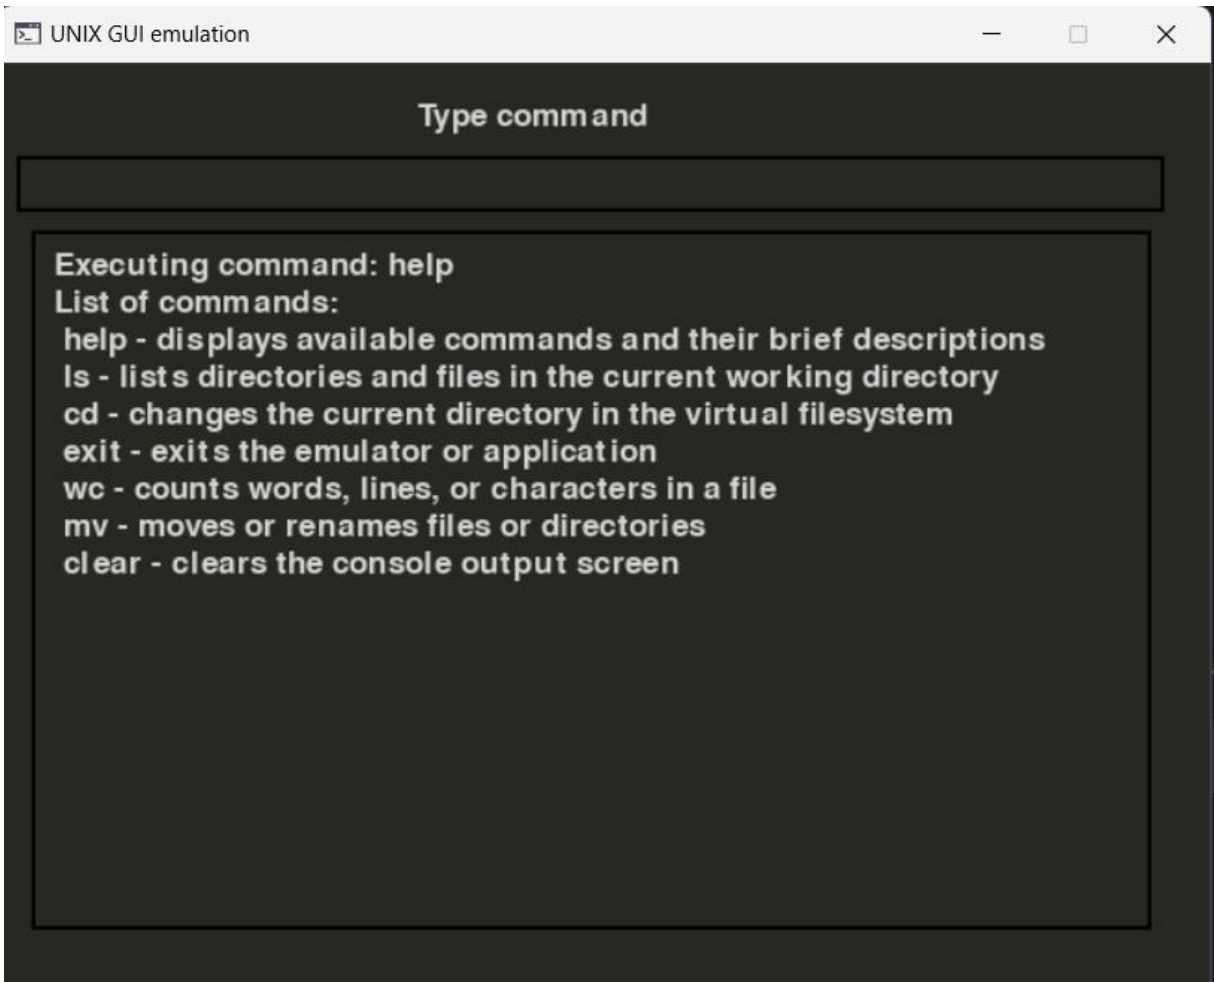 UNIX GUI emulation
Type command
Executing command: help
List of commands:
help - displays available commands and their brief descriptions
ls - lists directories and files in the current working directory
cd - changes the current directory in the virtual filesystem
exit - exits the emulator or application
wc - counts words, lines, or characters in a file
mv - moves or renames files or directories
clear - clears the console output screen